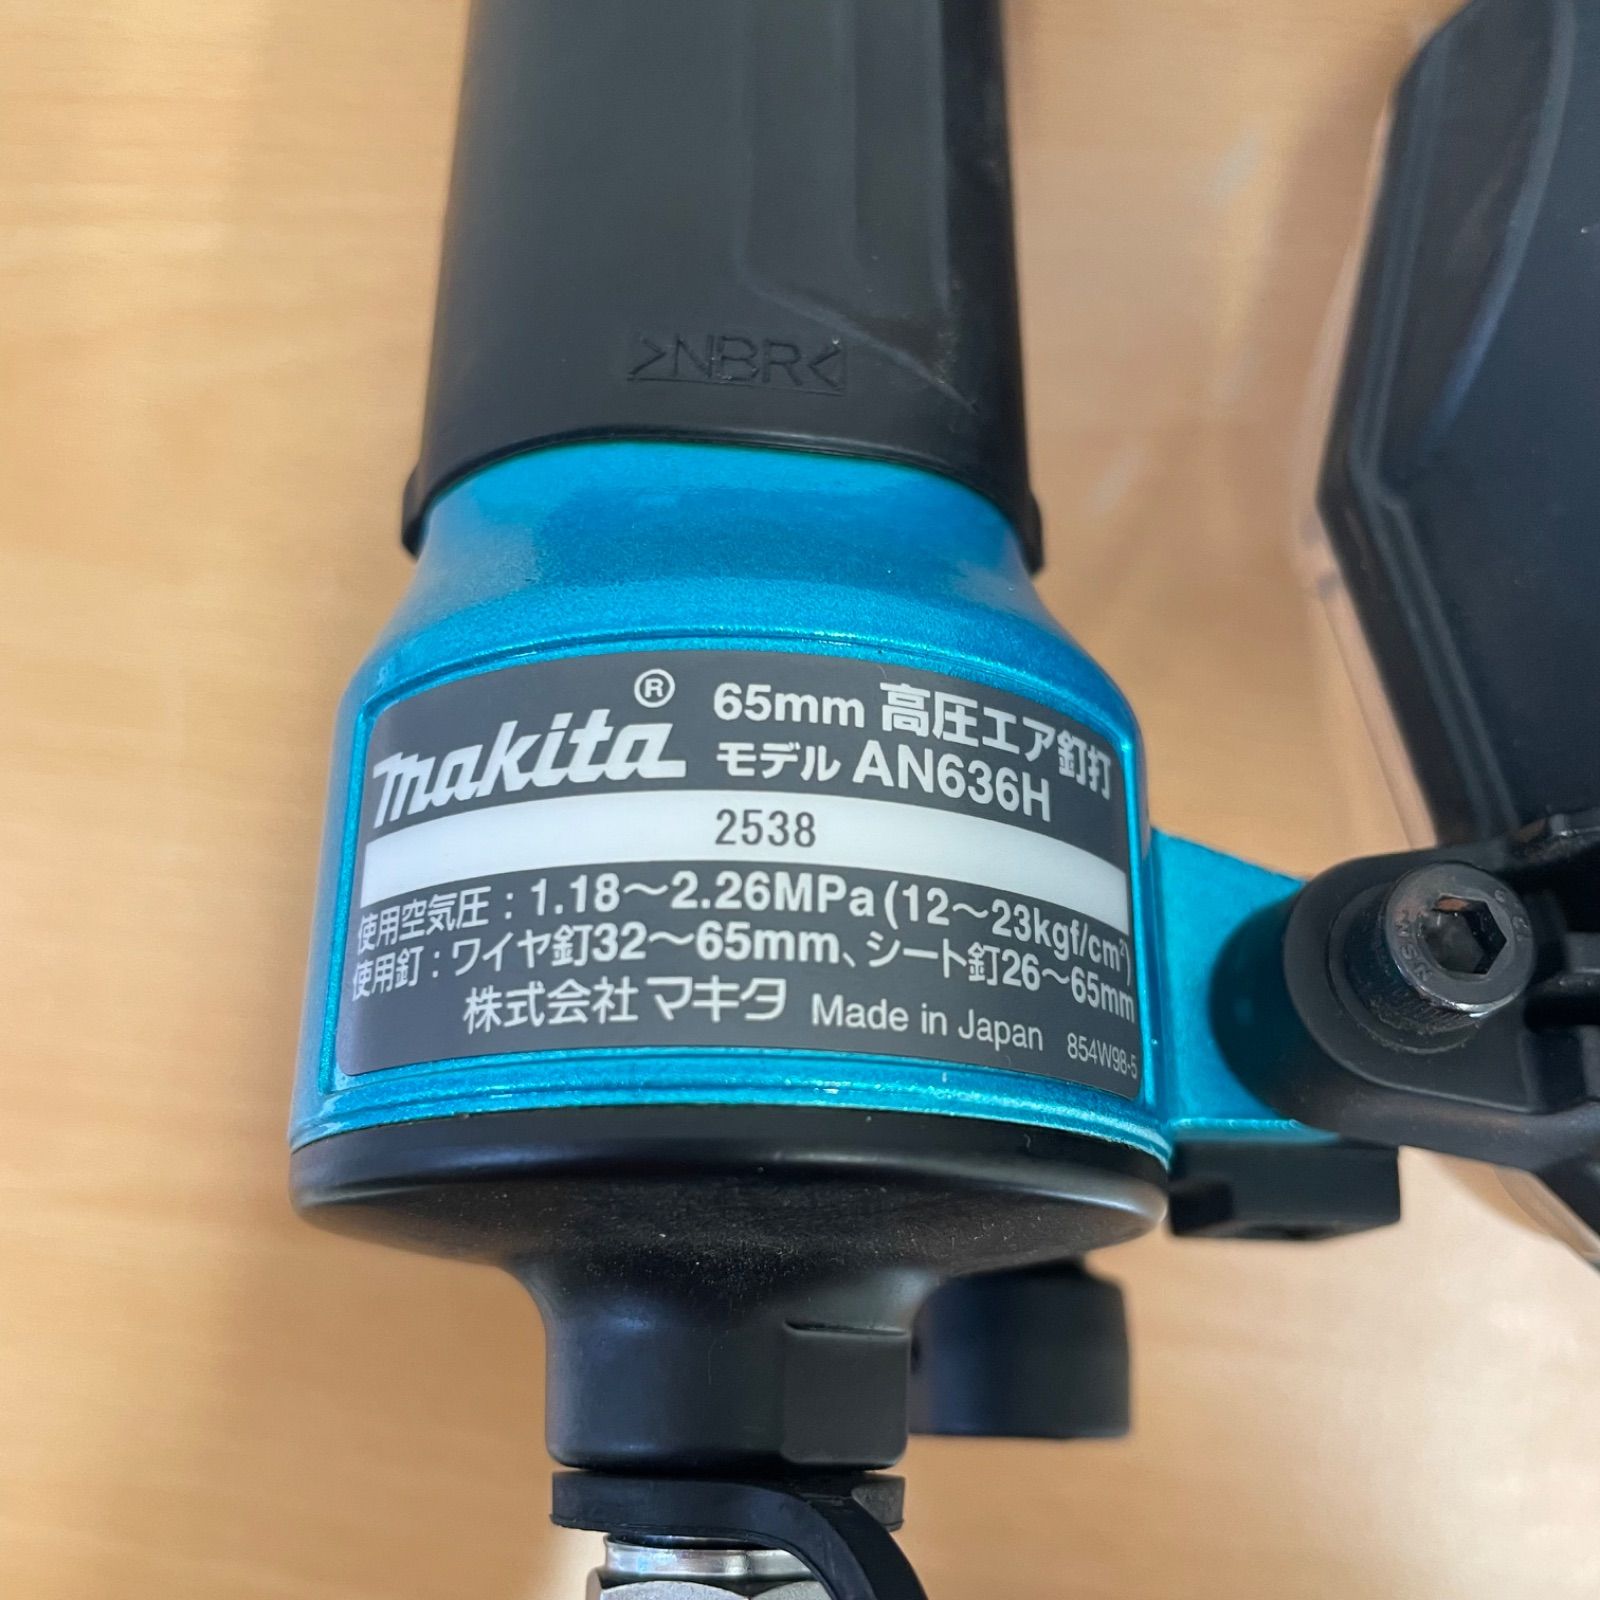 >NBR<
makita® 65mm 高圧エア釘打
モデル AN636H
2538
使用空気圧：1.18～2.26MPa(12～23kgf/cm²)
使用釘：ワイヤ釘32～65mm、シート釘26～65mm
株式会社マキタ Made in Japan 854W98-5